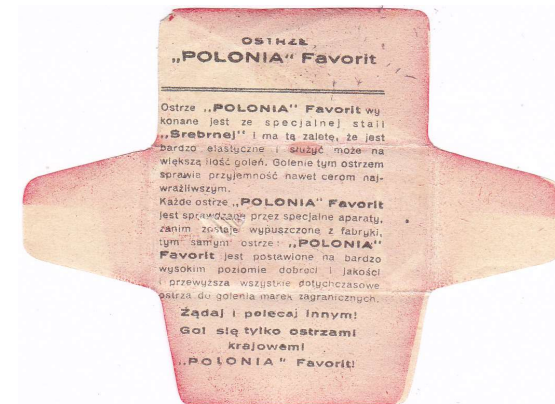 OSTRZE
„POLONIA" Favorit
Ostrze „POLONIA" Favorit wy
konane jest ze specjalnej stali
„Srebrnej" i ma tą zaletę, że jest
bardzo elastyczne i służyć może na
większą ilość goleń. Golenie tym ostrzem
sprawia przyjemność nawet cerom naj-
wrażliwszym.
Każde ostrze „POLONIA" Favorit
jest sprawdzane przez specjalne aparaty,
zanim zostaje wypuszczone z fabryki,
tym samym ostrze „POLONIA"
Favorit jest postawione na bardzo
wysokim poziomie dobroci i jakości
i przewyższa wszystkie dotychczasowe
ostrza do golenia marek zagranicznych.
Żądaj i polecaj innym!
Gol się tylko ostrzami
krajowemi
„POLONIA" Favorit!